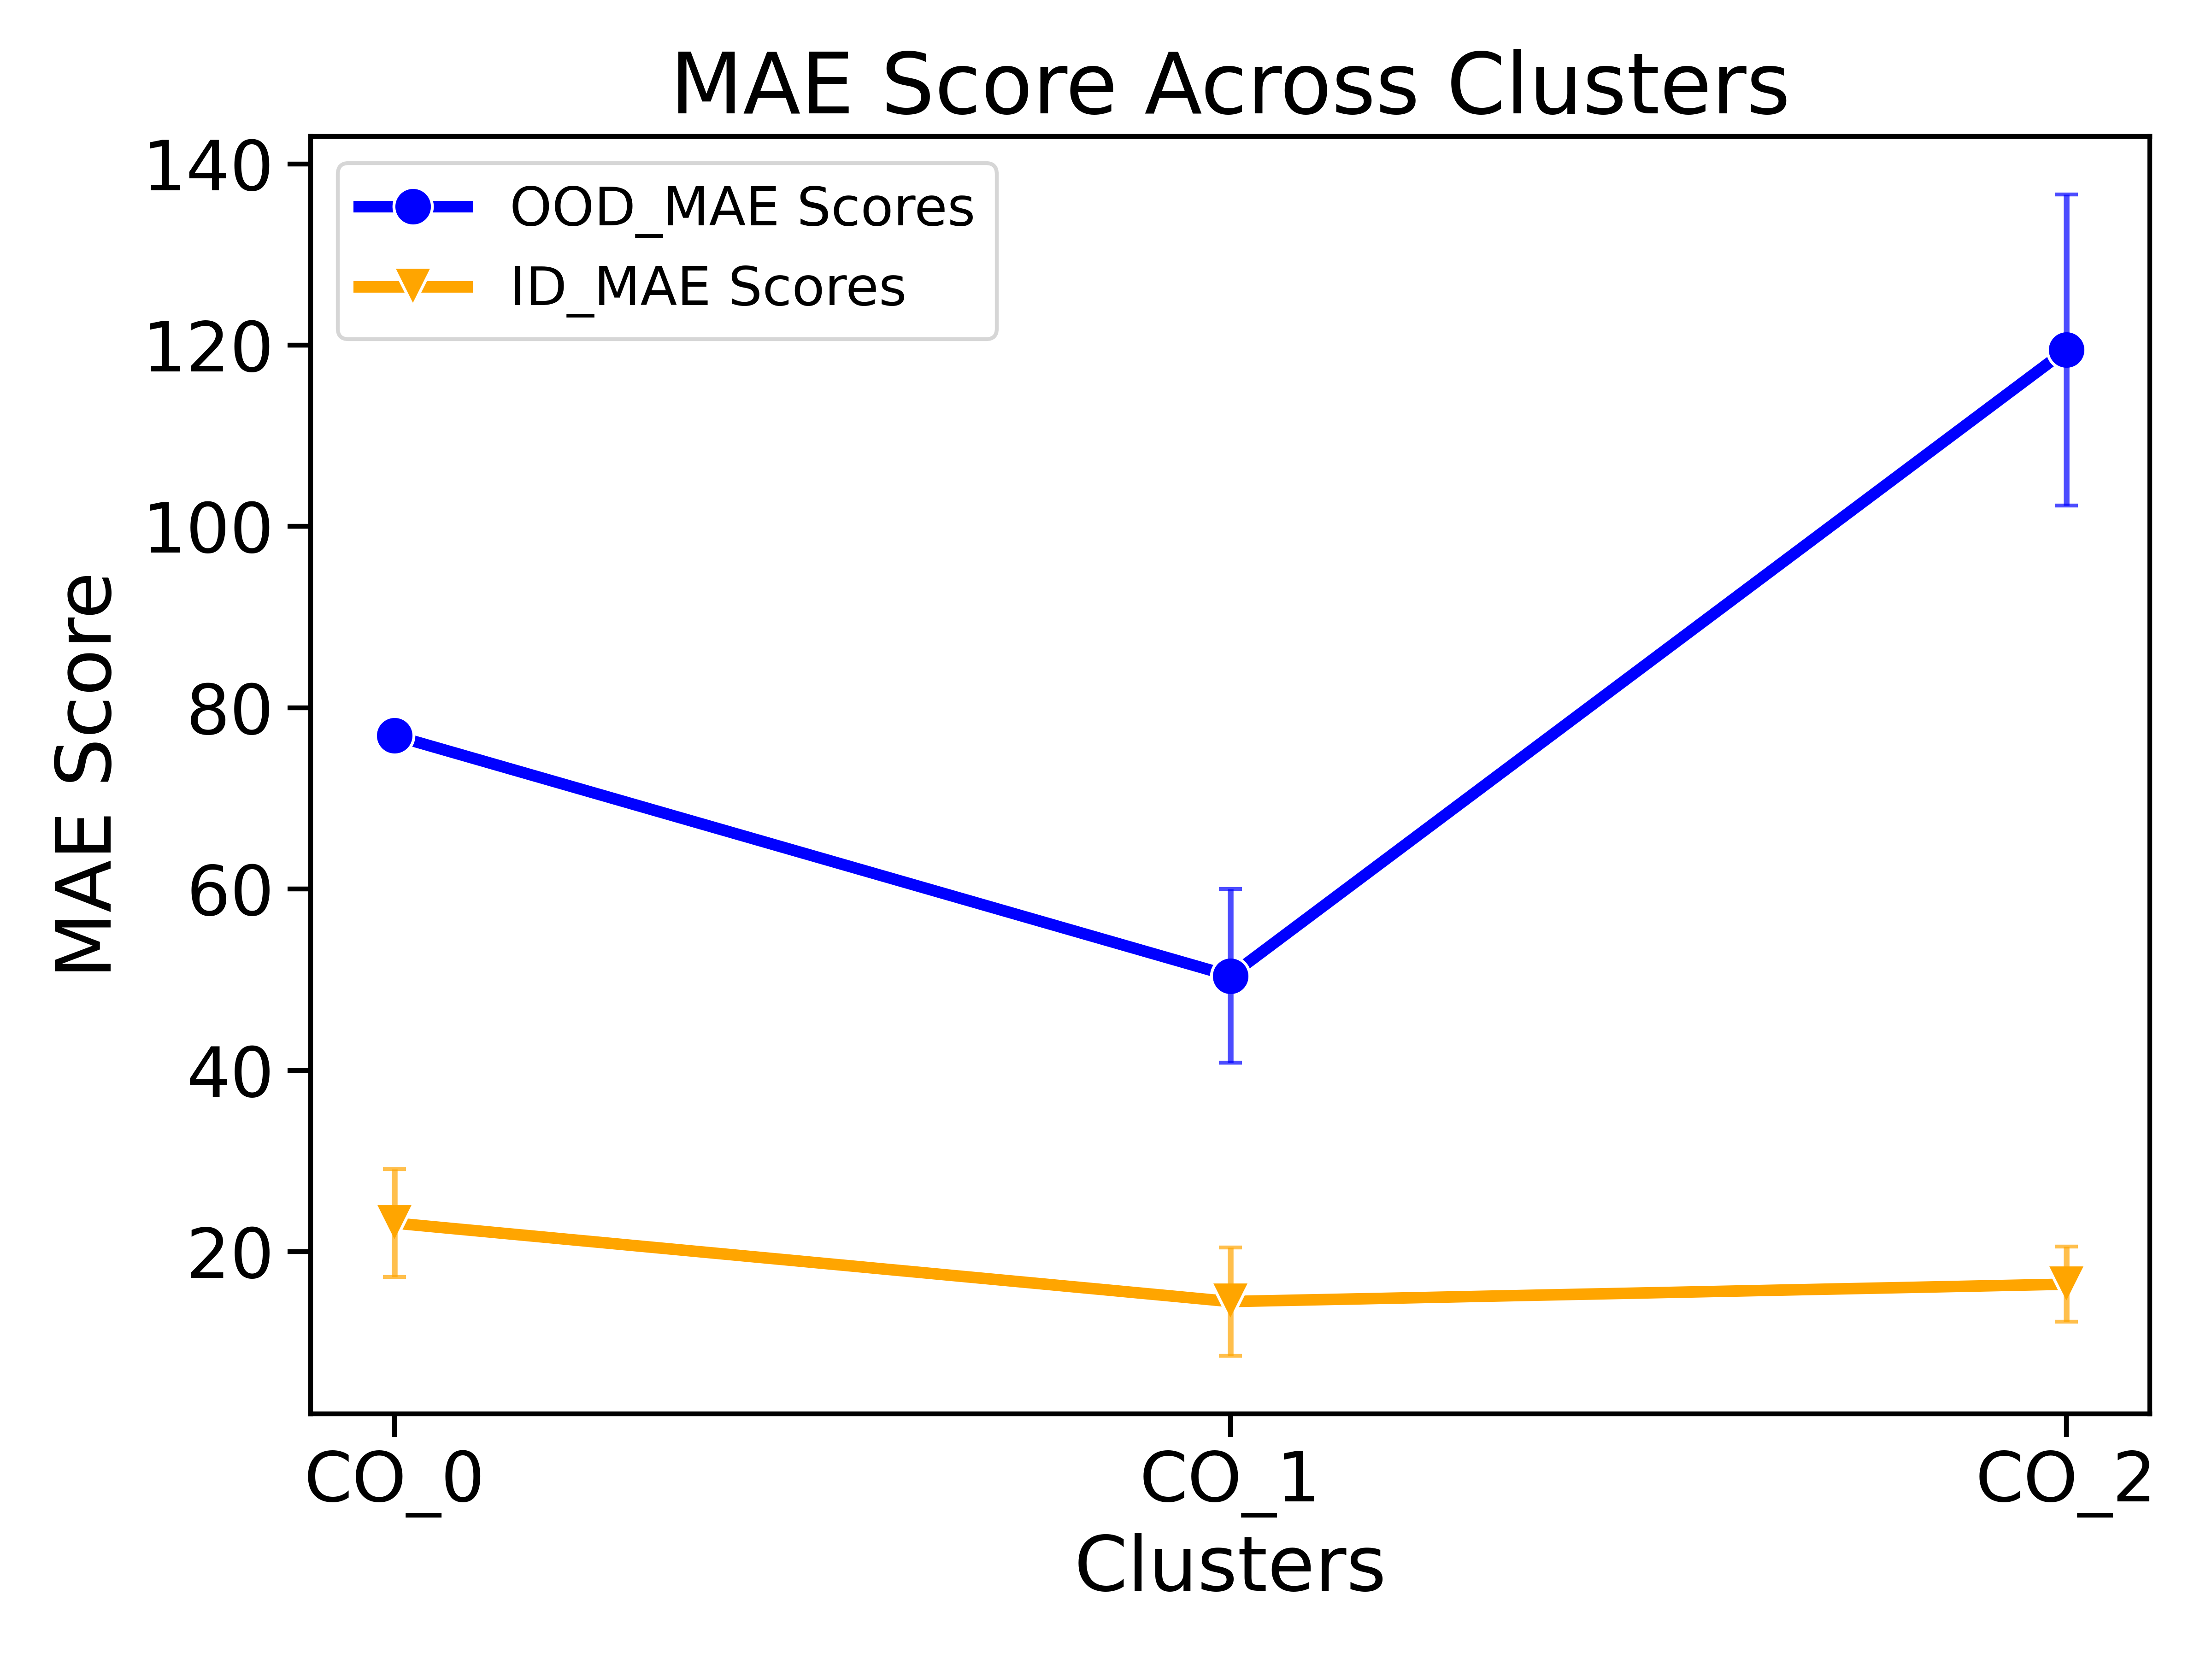 MAE Score Across Clusters
OOD_MAE Scores
ID_MAE Scores
MAE Score
140
120
100
80
60
40
20
CO_0
CO_1
CO_2
Clusters